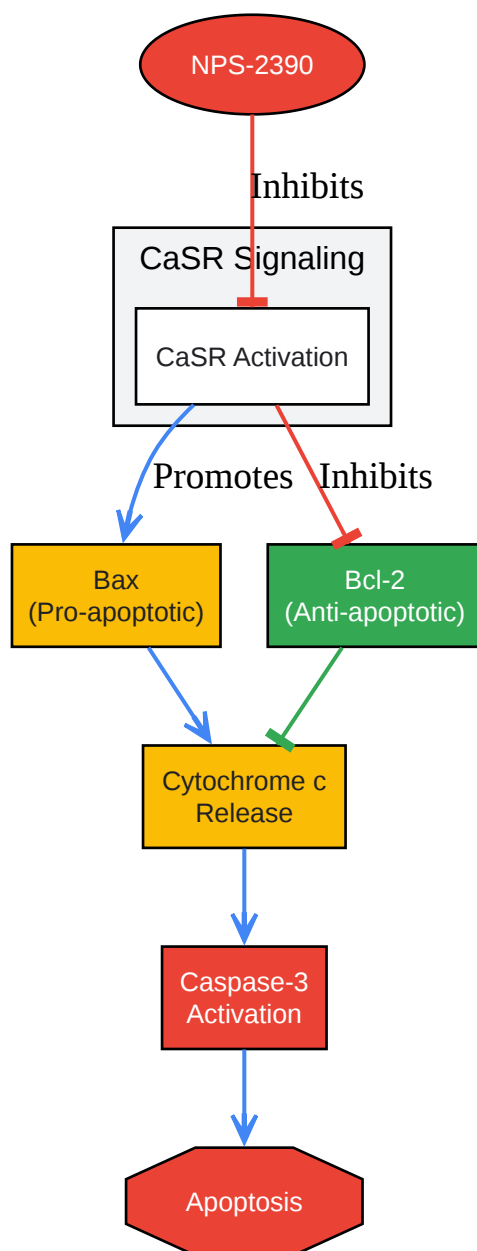 NPS-2390
Inhibits
CaSR Signaling
CaSR Activation
Promotes
Inhibits
Bax
(Pro-apoptotic)
Bcl-2
(Anti-apoptotic)
Cytochrome c
Release
Caspase-3
Activation
Apoptosis